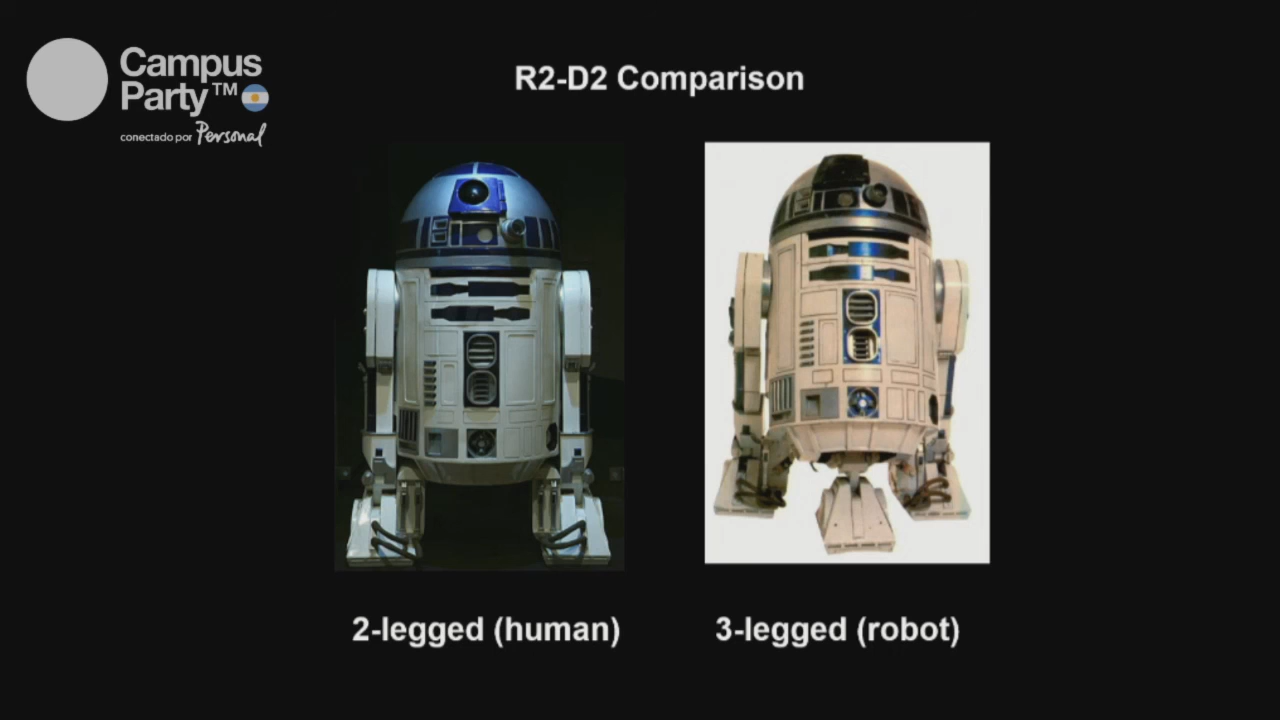 Campus
Party™
conectado por Personal
R2-D2 Comparison
2-legged (human)
3-legged (robot)